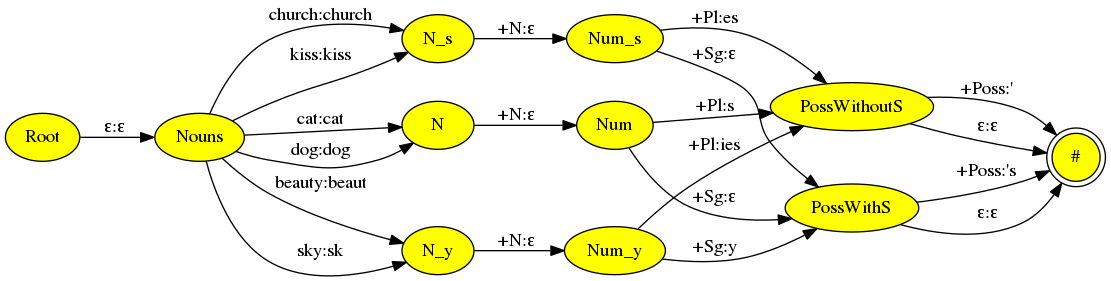 Root
ε:ε
Nouns
church:church
kiss:kiss
cat:cat
dog:dog
beauty:beaut
sky:sk
N_s
N
N_y
+N:ε
+N:ε
+N:ε
Num_s
Num
Num_y
+Pl:es
+Sg:ε
+Pl:s
+Pl:ies
+Sg:ε
+Sg:y
PossWithoutS
PossWithS
+Poss:'
ε:ε
+Poss:'s
ε:ε
#